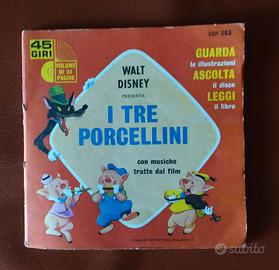 45
GIRI
VOLUME
DI 24
PAGINE
DSP 303
GUARDA
le illustrazioni
ASCOLTA
il disco
LEGGI
il libro
WALT
DISNEY
PRESENTA
I TRE
PORCELLINI
con musiche
tratte dal film
subito